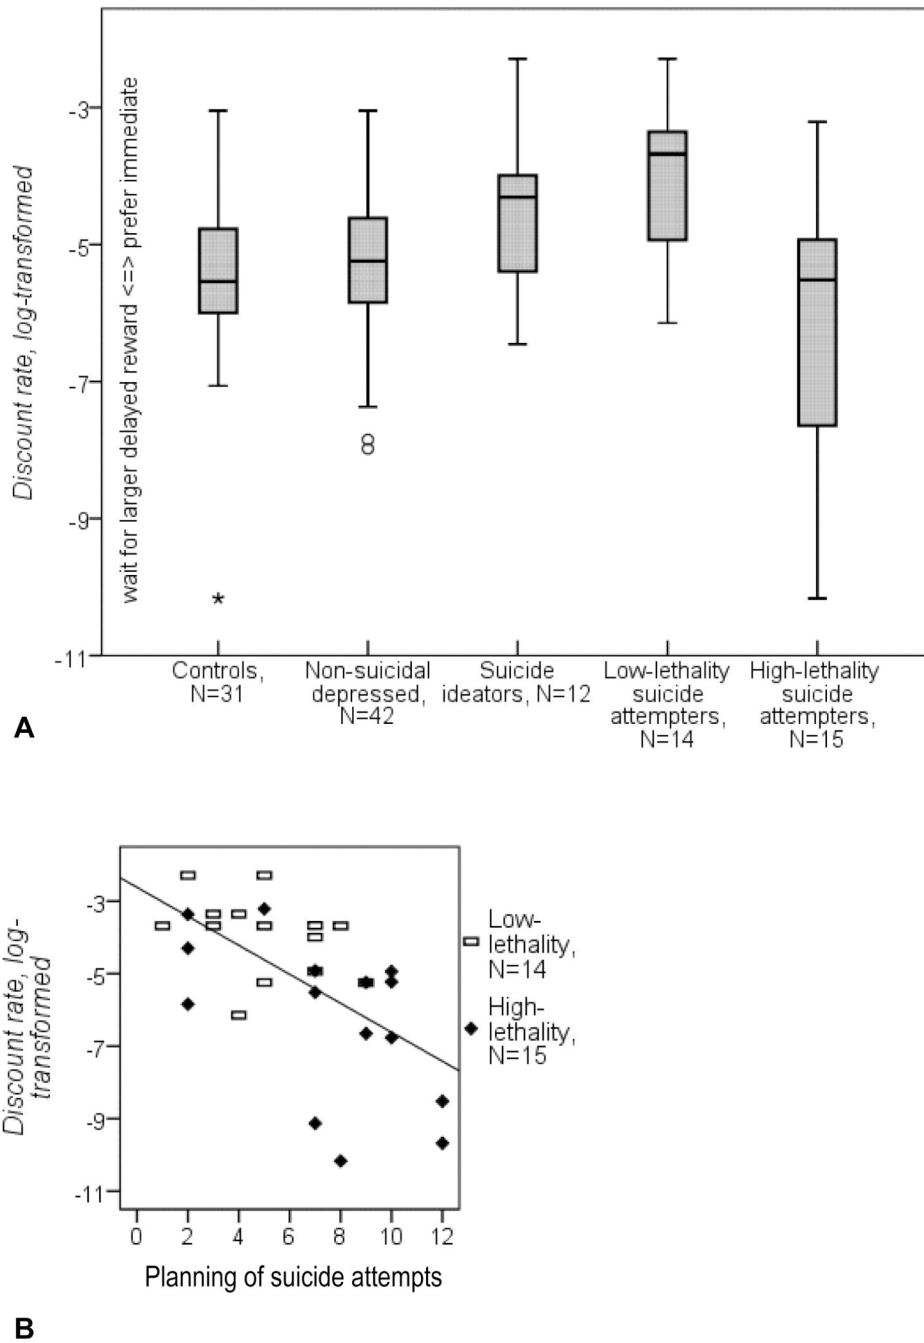 Discount rate, log-transformed
wait for larger delayed reward <=> prefer immediate
-3
-5
-7
-9
-11
*
Controls,
N=31
Non-suicidal
depressed,
N=42
Suicide
ideators, N=12
Low-lethality
suicide
attempters,
N=14
High-lethality
suicide
attempters,
N=15
A
Discount rate, log-
transformed
-3
-5
-7
-9
-11
0 2 4 6 8 10 12
Planning of suicide attempts
Low-
lethality,
N=14
High-
lethality,
N=15
B